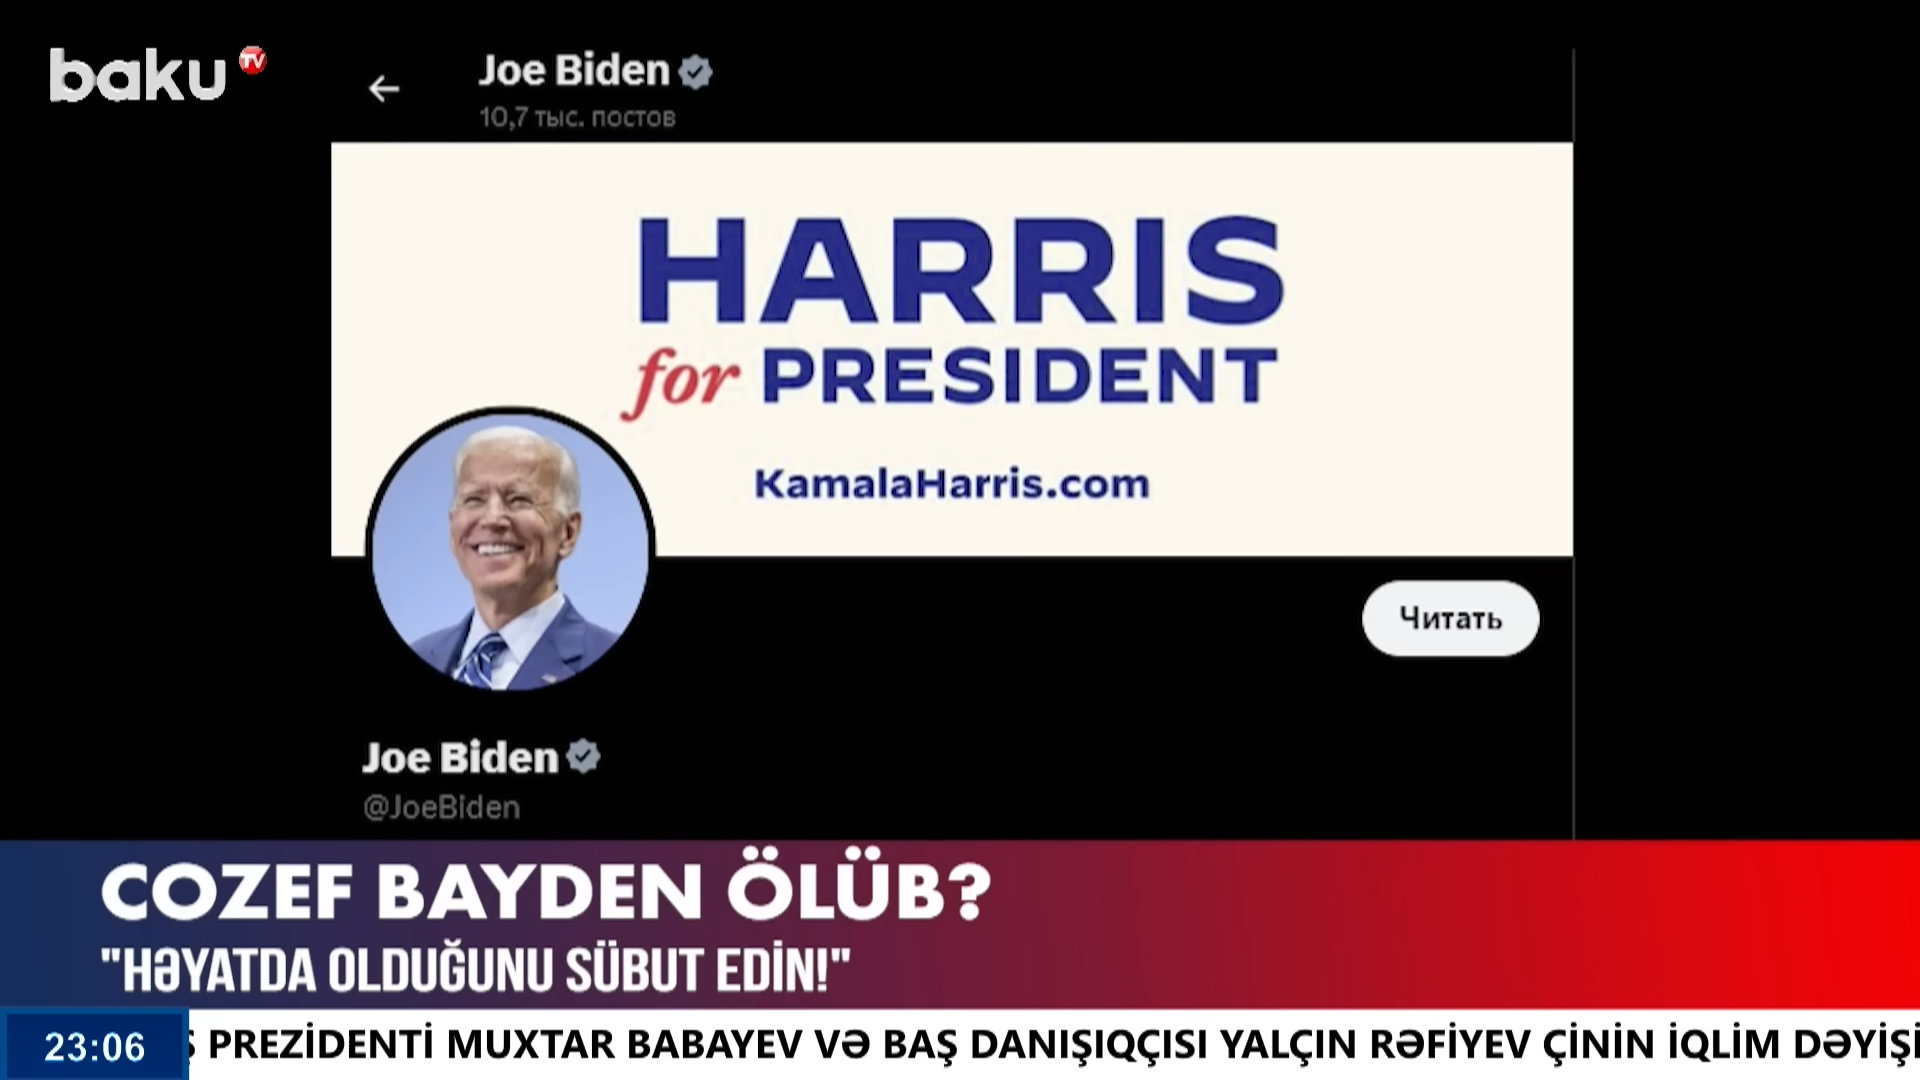 baku TV
Joe Biden
10,7 тыс. постов
HARRIS
for PRESIDENT
KamalaHarris.com
Читать
Joe Biden
@JoeBiden
COZEF BAYDEN ÖLÜB?
"HƏYATDA OLDUĞUNU SÜBUT EDİN!"
23:06
PREZİDENTİ MUXTAR BABAYEV VƏ BAŞ DANIŞIQÇISI YALÇIN RƏFİYEV ÇİNİN İQLİM